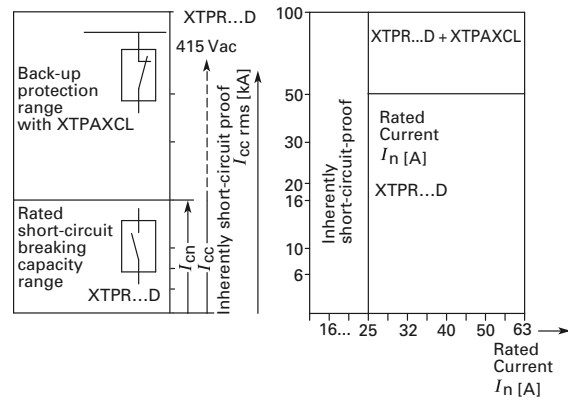 XTPR...D
415 Vac
Back-up
protection
range
with XTPAXCL
Rated
short-circuit
breaking
capacity
range
XTPR...D
Icn
Icc
Inherently short-circuit proof
Icc rms [kA]
100
50
30
20
16
10
6
Inherently
short-circuit-proof
XTPR...D + XTPAXCL
Rated
Current
In [A]
XTPR...D
16... 25 32 40 50 63
Rated
Current
In [A]